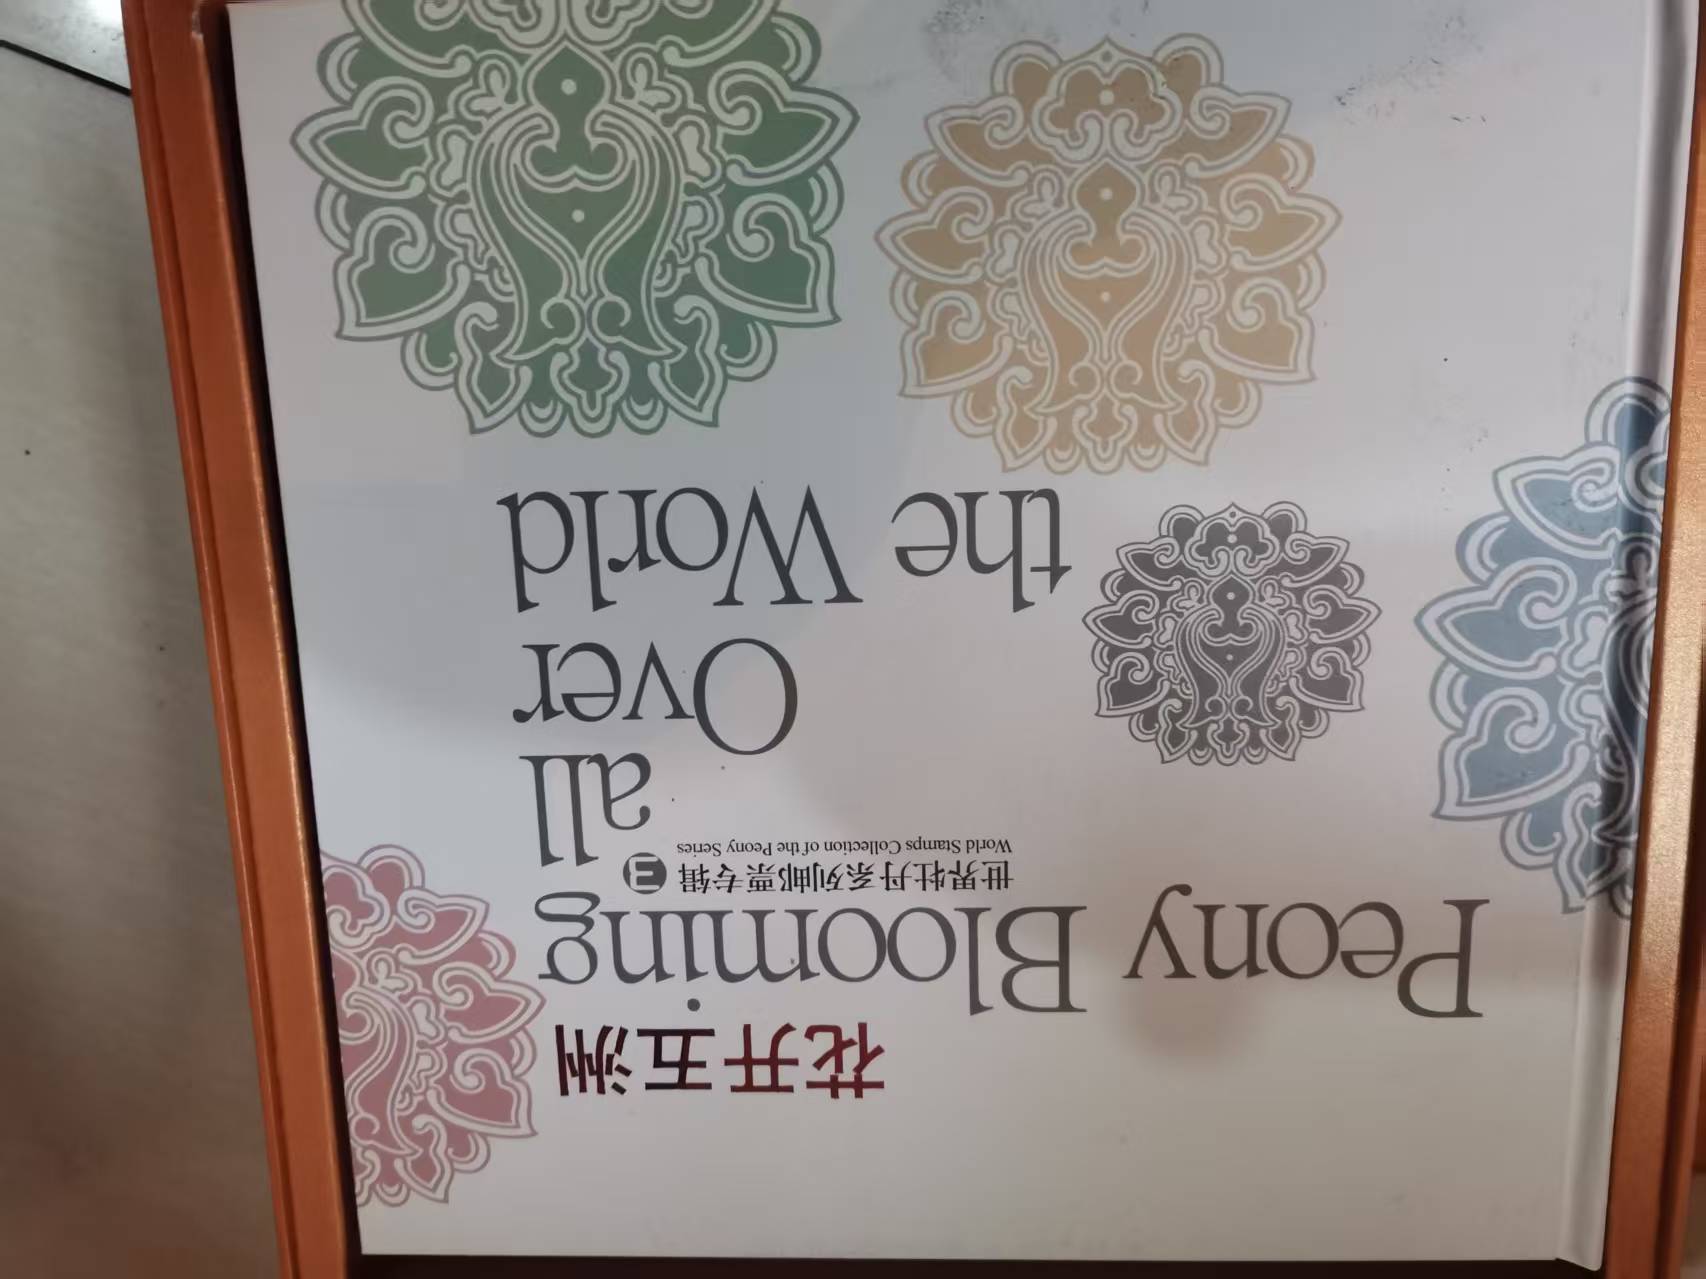 花开五洲
Peony Blooming
世界牡丹系列邮票专辑
World Stamps Collection of the Peony Series
all
Over
the World